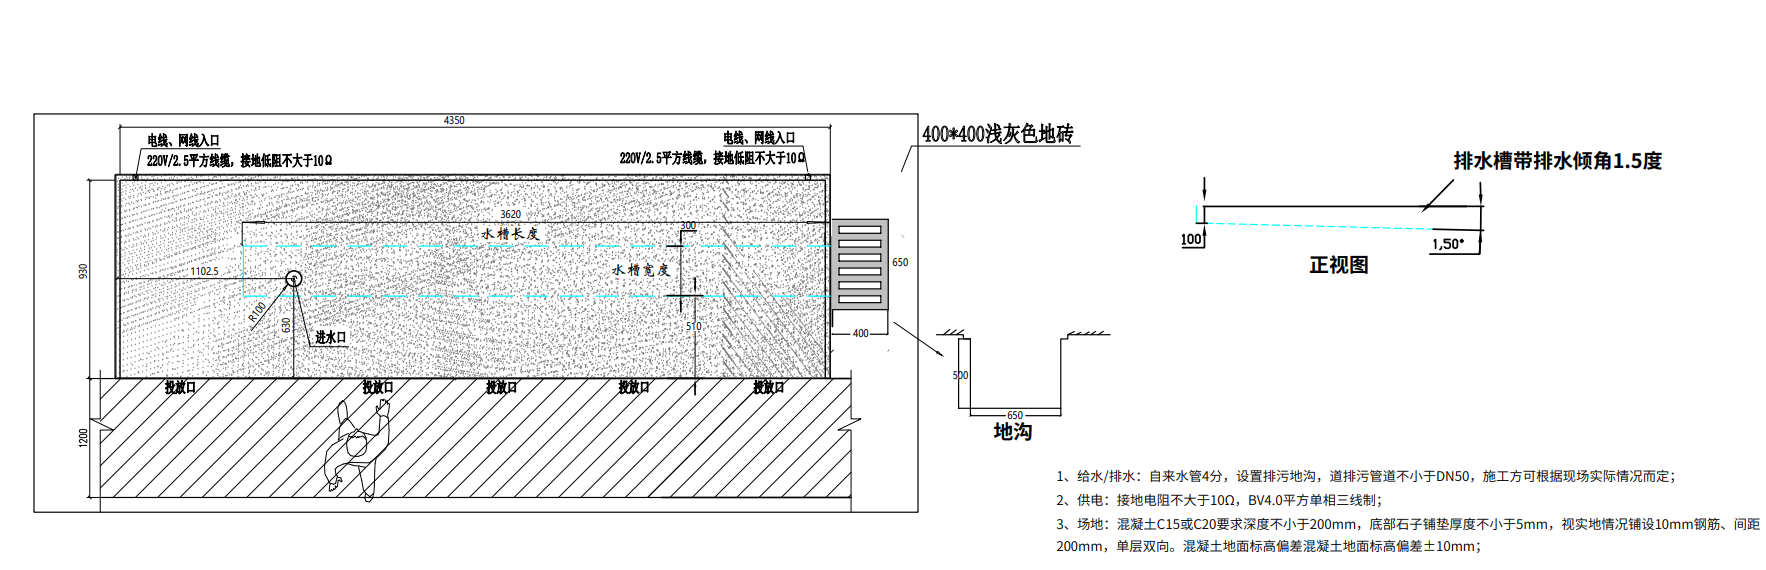 4350
电线、网线入口
220V/2.5平方线缆，接地低阻不大于10Ω
电线、网线入口
220V/2.5平方线缆，接地低阻不大于10Ω
400*400浅灰色地砖
排水槽带排水倾角1.5度
3620
水槽长度
300
100
1,50°
正视图
930
1102.5
水槽宽度
650
R100
630
进水口
510
400
投放口
投放口
投放口
投放口
投放口
500
650
地沟
1200
1、给水/排水：自来水管4分，设置排污地沟，道排污管道不小于DN50，施工方可根据现场实际情况而定；
2、供电：接地电阻不大于10Ω，BV4.0平方单相三线制；
3、场地：混凝土C15或C20要求深度不小于200mm，底部石子铺垫厚度不小于5mm，视实地情况铺设10mm钢筋、间距
200mm，单层双向。混凝土地面标高偏差混凝土地面标高偏差±10mm；